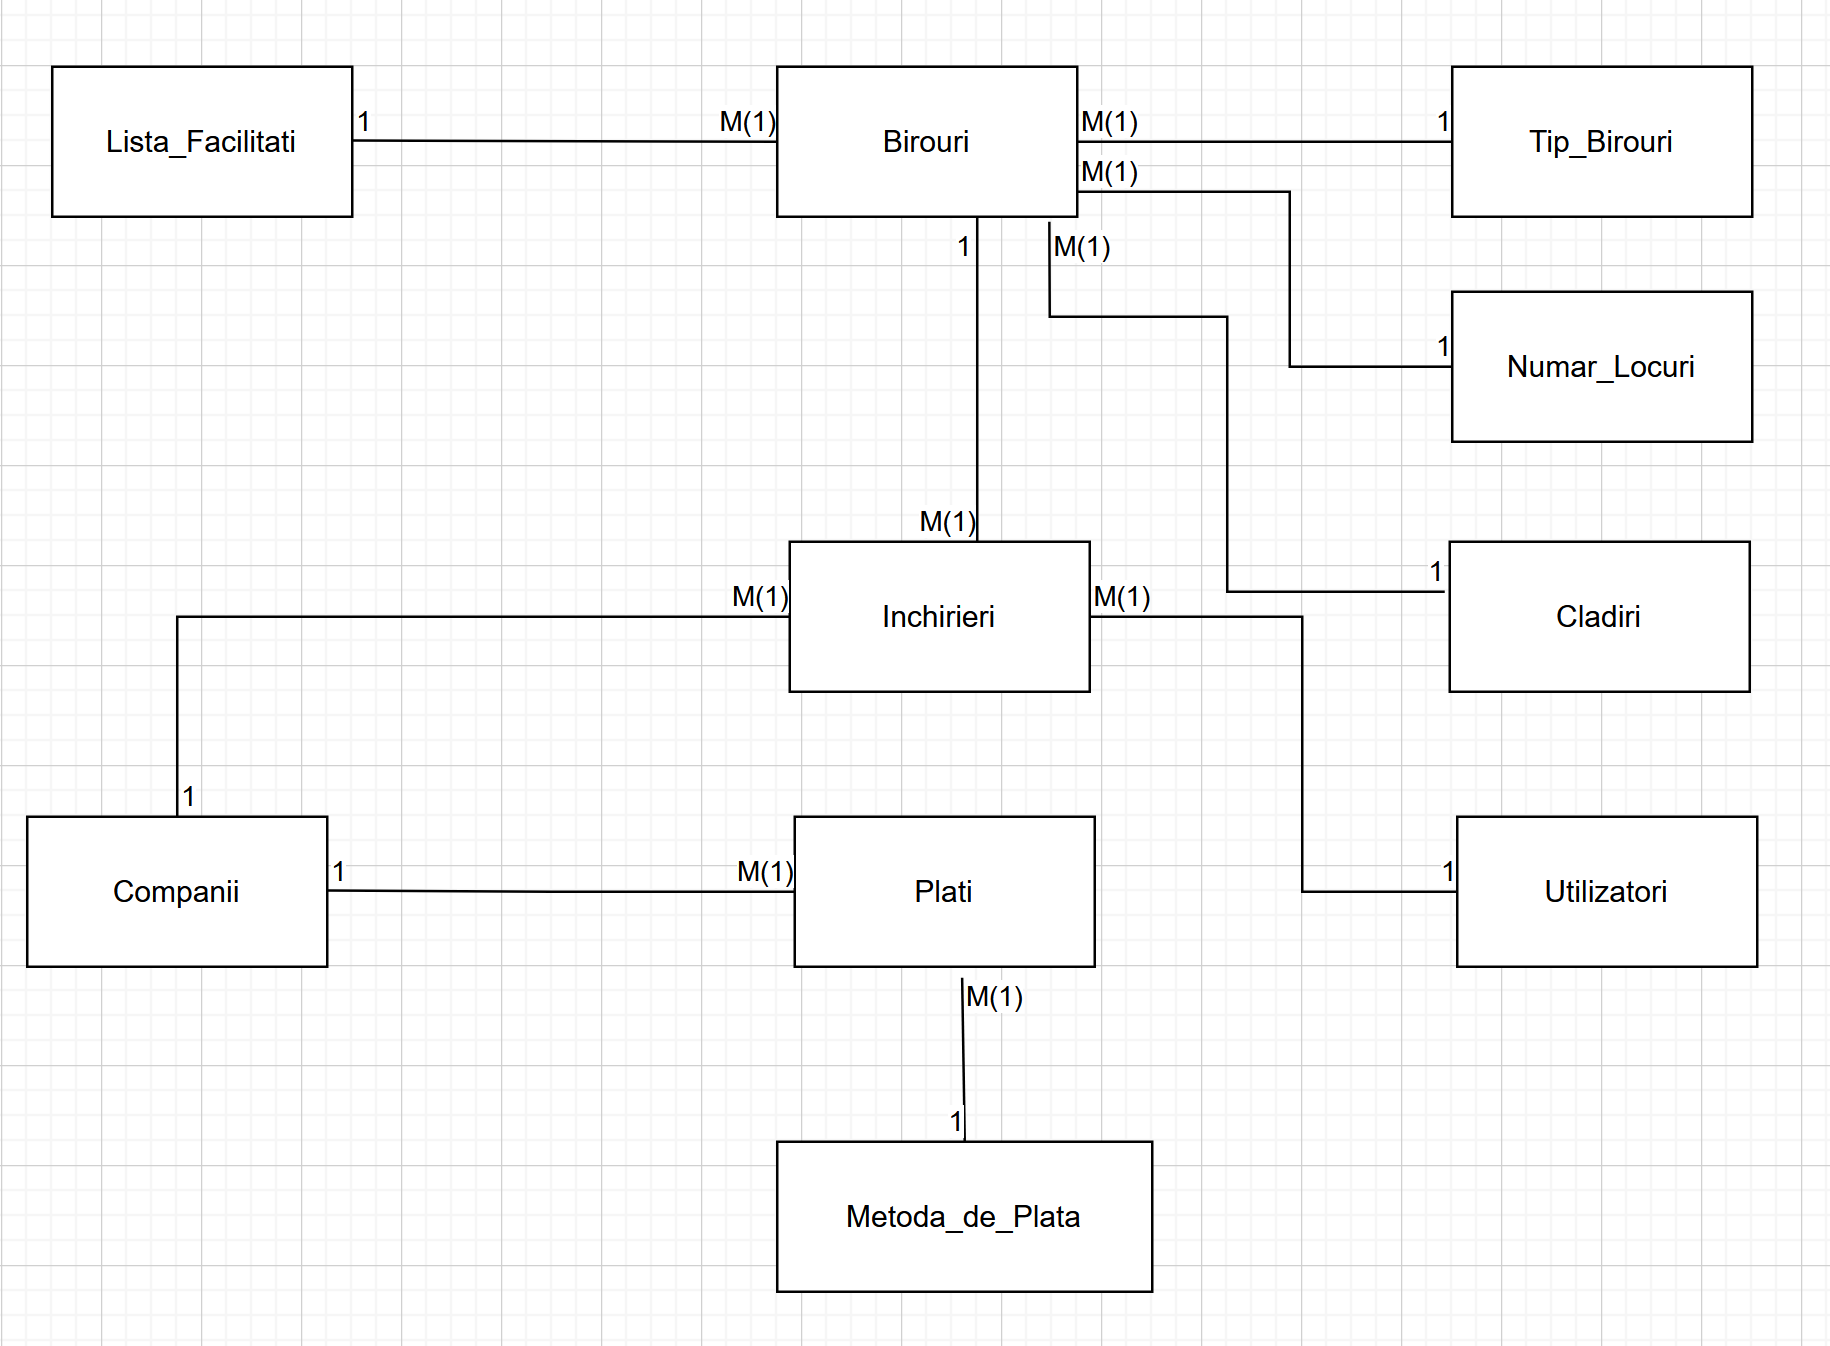 Lista_Facilitati
1
M(1)
Birouri
M(1)
1
Tip_Birouri
M(1)
1
M(1)
1
Numar_Locuri
M(1)
1
M(1)
Inchirieri
M(1)
Cladiri
1
1
M(1)
Companii
Plati
1
Utilizatori
M(1)
1
Metoda_de_Plata